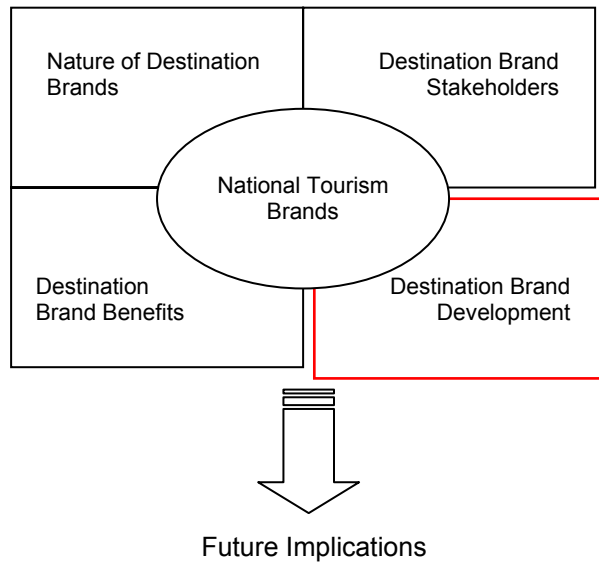 Nature of Destination
Brands
Destination Brand
Stakeholders
National Tourism
Brands
Destination
Brand Benefits
Destination Brand
Development
Future Implications